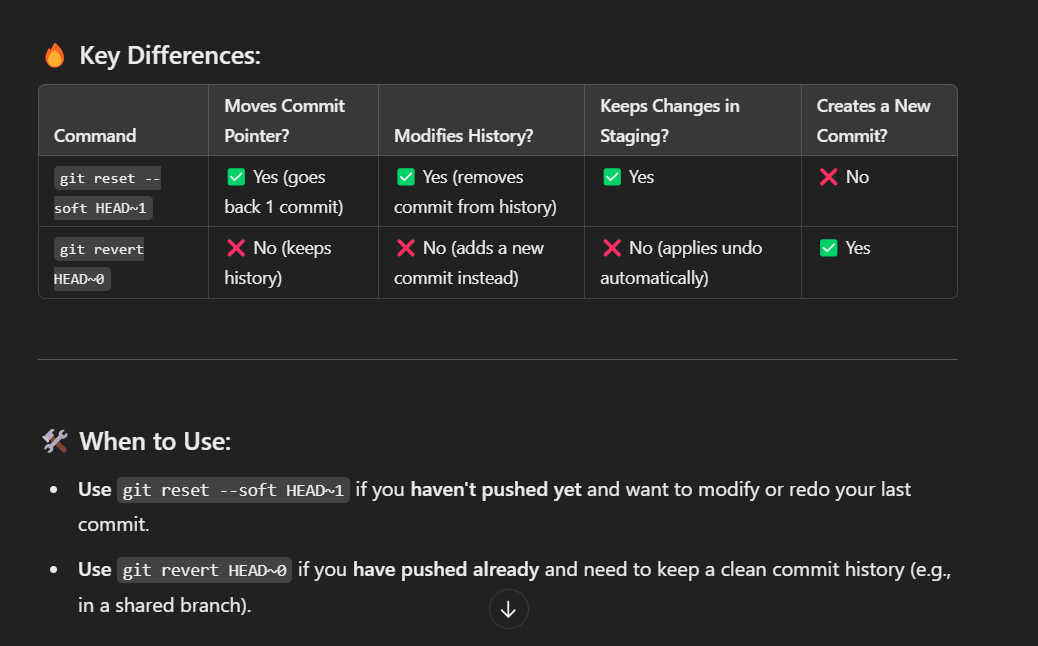 🔥 Key Differences:
Command
Moves Commit
Pointer?
Modifies History?
Keeps Changes in
Staging?
Creates a New
Commit?
git reset --
soft HEAD~1
✅ Yes (goes
back 1 commit)
✅ Yes (removes
commit from history)
✅ Yes
❌ No
git revert
HEAD~0
❌ No (keeps
history)
❌ No (adds a new
commit instead)
❌ No (applies undo
automatically)
✅ Yes
🛠️ When to Use:
• Use git reset --soft HEAD~1 if you haven't pushed yet and want to modify or redo your last
commit.
• Use git revert HEAD~0 if you have pushed already and need to keep a clean commit history (e.g.,
in a shared branch).